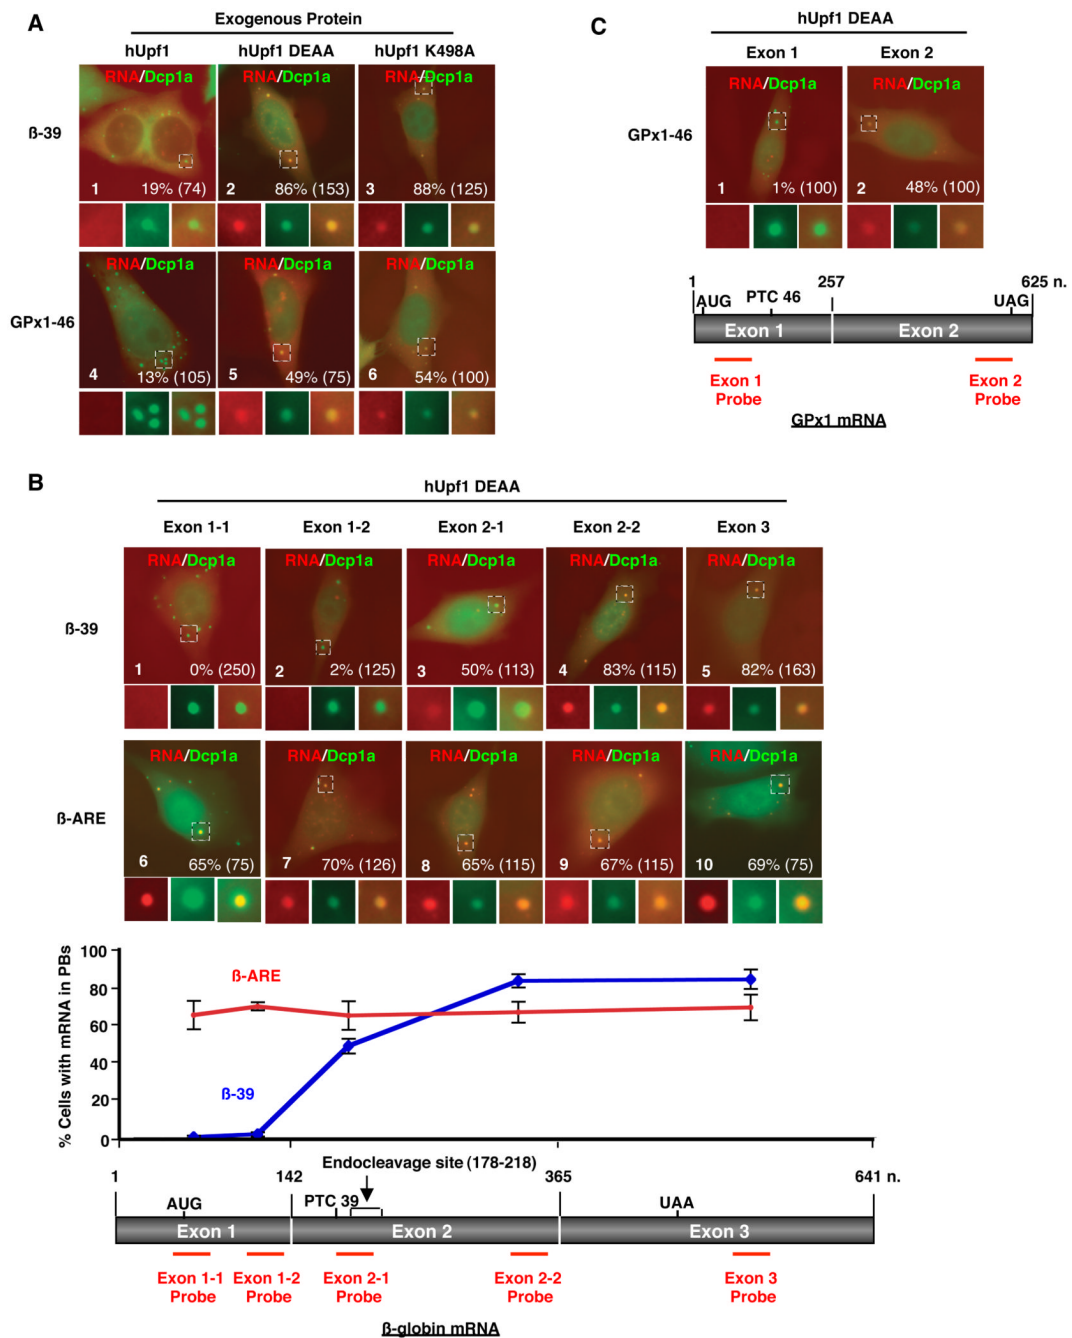 A
Exogenous Protein
hUpf1
hUpf1 DEAA
hUpf1 K498A
ß-39
RNA/Dcp1a
1
19% (74)
RNA/Dcp1a
2
86% (153)
RNA/Dcp1a
3
88% (125)
GPx1-46
RNA/Dcp1a
4
13% (105)
RNA/Dcp1a
5
49% (75)
RNA/Dcp1a
6
54% (100)
C
hUpf1 DEAA
Exon 1
Exon 2
GPx1-46
RNA/Dcp1a
1
1% (100)
RNA/Dcp1a
2
48% (100)
1
257
625 n.
AUG
PTC 46
UAG
Exon 1
Exon 2
Exon 1
Probe
Exon 2
Probe
GPx1 mRNA
B
hUpf1 DEAA
Exon 1-1
Exon 1-2
Exon 2-1
Exon 2-2
Exon 3
ß-39
RNA/Dcp1a
1
0% (250)
RNA/Dcp1a
2
2% (125)
RNA/Dcp1a
3
50% (113)
RNA/Dcp1a
4
83% (115)
RNA/Dcp1a
5
82% (163)
ß-ARE
RNA/Dcp1a
6
65% (75)
RNA/Dcp1a
7
70% (126)
RNA/Dcp1a
8
65% (115)
RNA/Dcp1a
9
67% (115)
RNA/Dcp1a
10
69% (75)
% Cells with mRNA in PBs
100
80
60
40
20
0
ß-ARE
ß-39
Endocleavage site (178-218)
1
142
365
641 n.
AUG
PTC 39
UAA
Exon 1
Exon 2
Exon 3
Exon 1-1
Probe
Exon 1-2
Probe
Exon 2-1
Probe
Exon 2-2
Probe
Exon 3
Probe
ß-globin mRNA